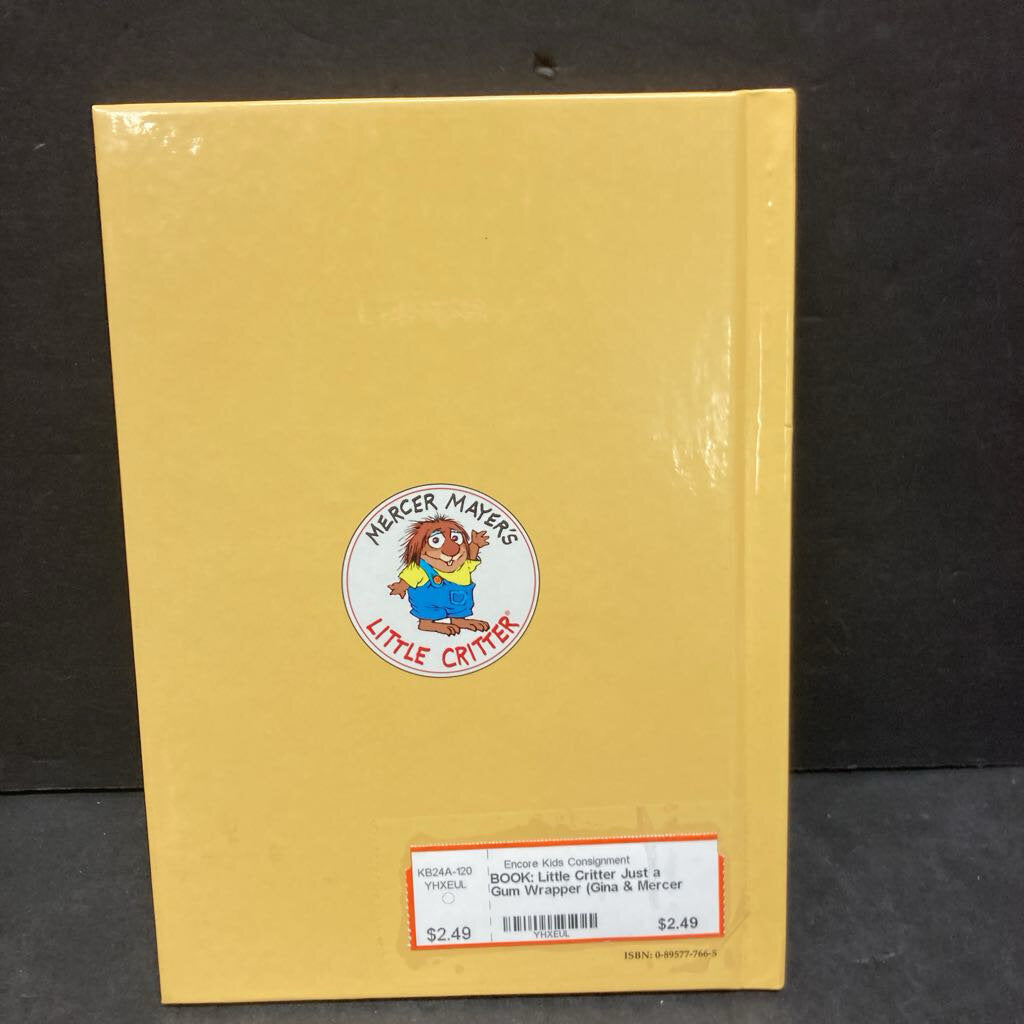 MERCER MAYER'S
LITTLE CRITTER®
KB24A-120
YHXEUL
$2.49
Encore Kids Consignment
BOOK: Little Critter Just a
Gum Wrapper (Gina & Mercer
YHXEUL
$2.49
ISBN: 0-89577-766-5